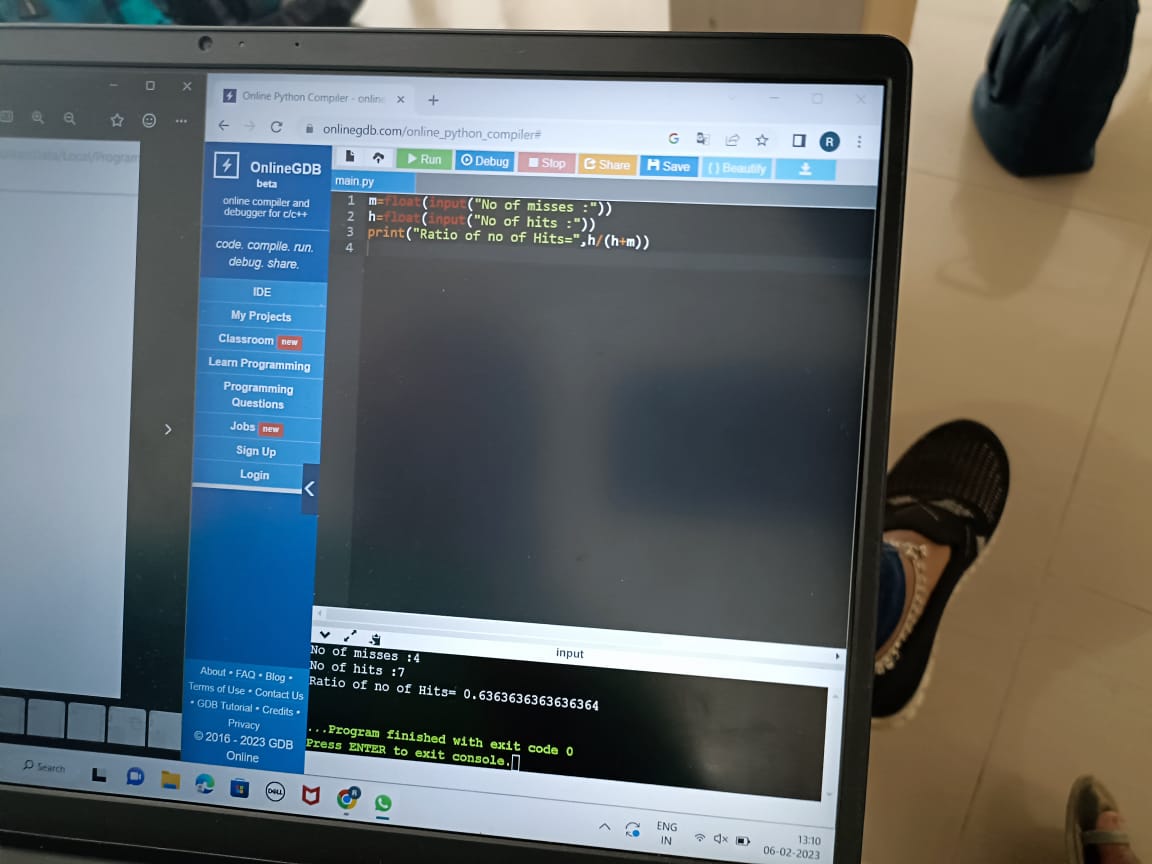 Online Python Compiler - online
onlinegdb.com/online_python_compiler#
R
OnlineGDB
beta
online compiler and
debugger for c/c++
code. compile. run.
debug. share.
IDE
My Projects
Classroom new
Learn Programming
Programming
Questions
Jobs new
Sign Up
Login
About • FAQ • Blog •
Terms of Use • Contact Us
• GDB Tutorial • Credits •
Privacy
© 2016 - 2023 GDB
Online
Run Debug Stop Share Save { } Beautify
main.py
1 m=float(input("No of misses :"))
2 h=float(input("No of hits :"))
3 print("Ratio of no of Hits=",h/(h+m))
4
input
No of misses :4
No of hits :7
Ratio of no of Hits= 0.6363636363636364
...Program finished with exit code 0
Press ENTER to exit console.
Search
DELL
ENG
IN
13:10
06-02-2023